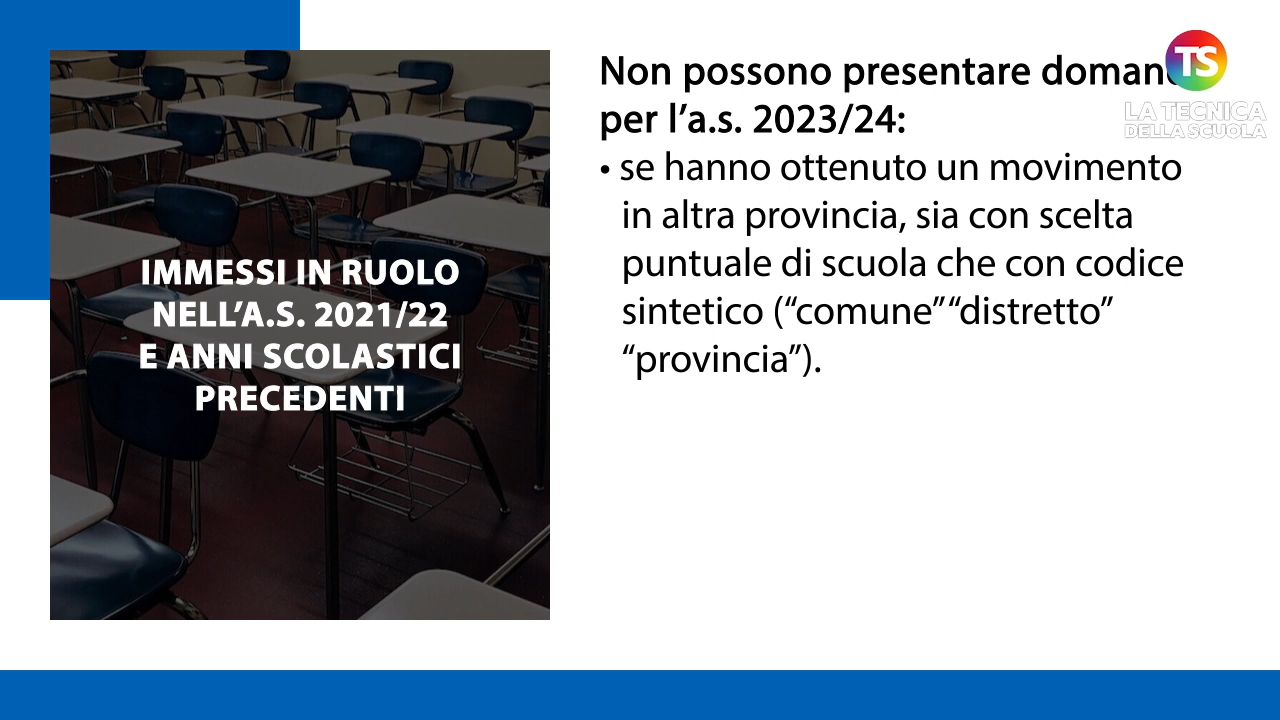 IMMESSI IN RUOLO
NELL’A.S. 2021/22
E ANNI SCOLASTICI
PRECEDENTI
Non possono presentare
per l’a.s. 2023/24:
• se hanno ottenuto un movimento
in altra provincia, sia con scelta
puntuale di scuola che con codice
sintetico (“comune” “distretto”
“provincia”).
TS
LA TECNICA
DELLA SCUOLA